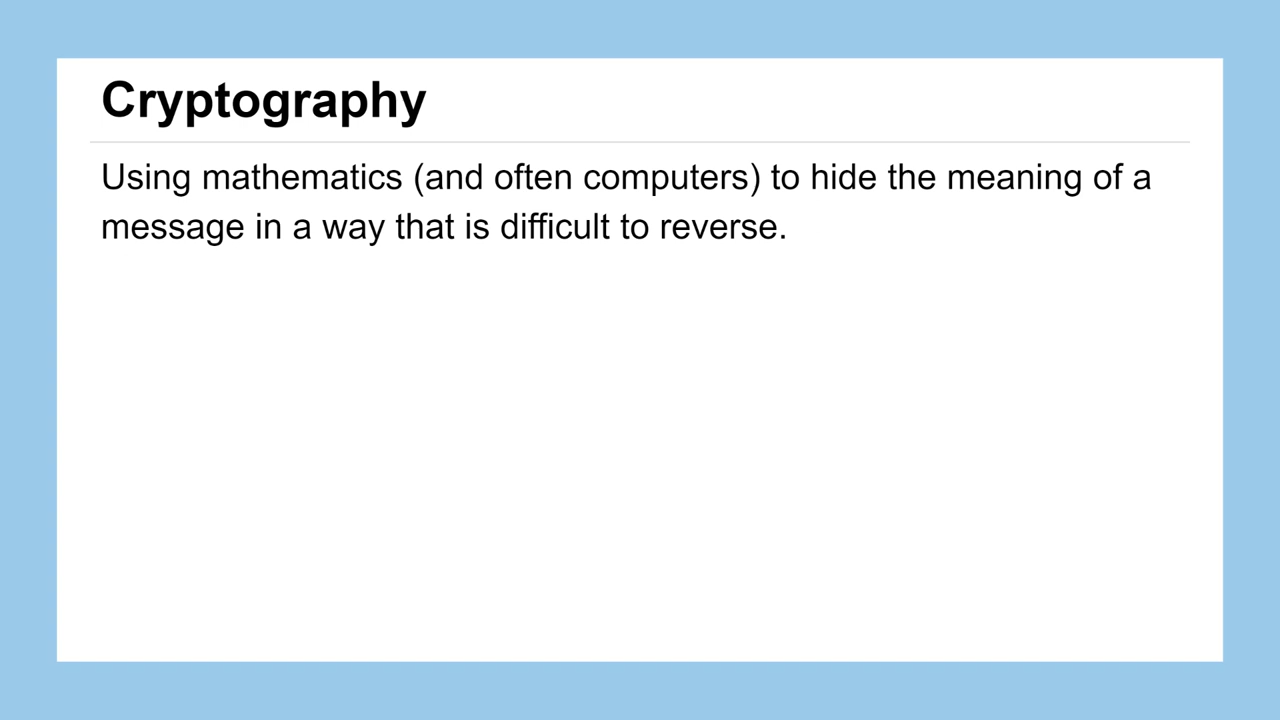 Cryptography
Using mathematics (and often computers) to hide the meaning of a
message in a way that is difficult to reverse.